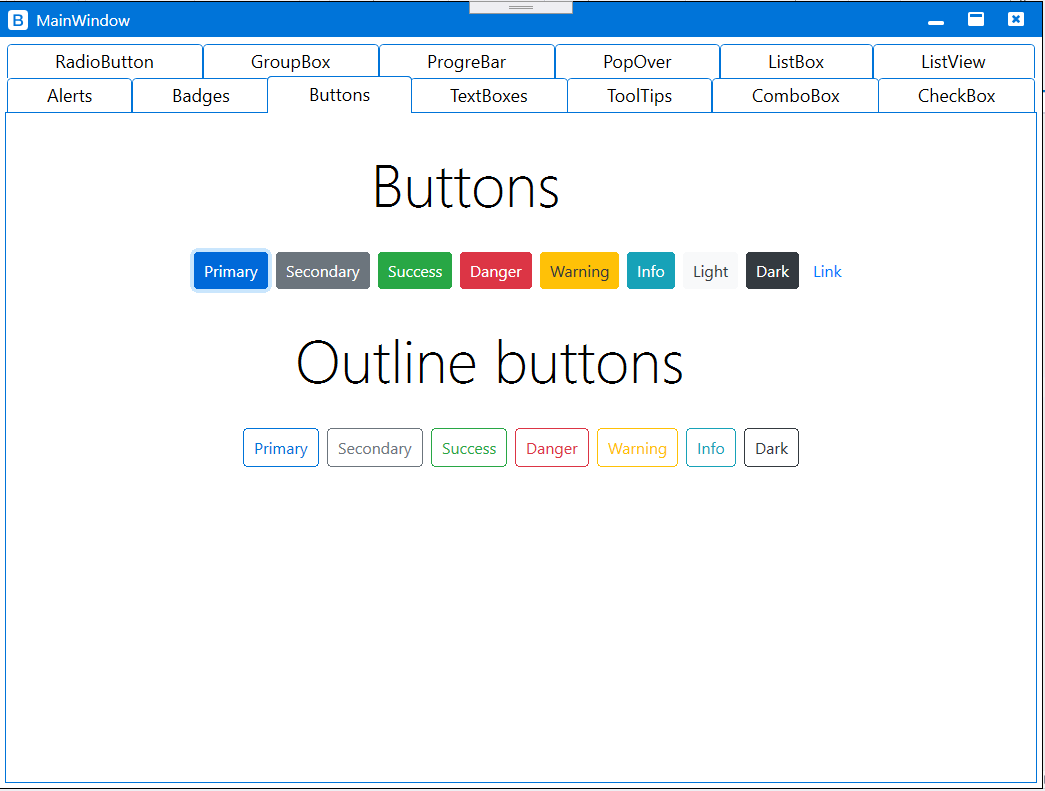 B MainWindow
RadioButton GroupBox ProgreBar PopOver ListBox ListView
Alerts Badges Buttons TextBoxes ToolTips ComboBox CheckBox
Buttons
Primary Secondary Success Danger Warning Info Light Dark Link
Outline buttons
Primary Secondary Success Danger Warning Info Dark